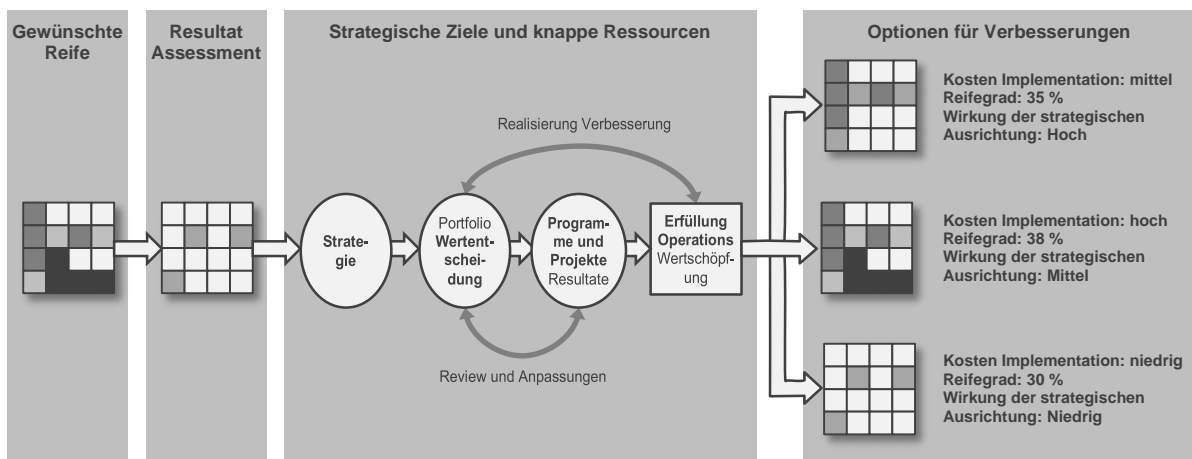 Gewünschte
Reife
Resultat
Assessment
Strategische Ziele und knappe Ressourcen
Realisierung Verbesserung
Strate-
gie
Portfolio
Wertent-
schei-
dung
Program-
me und
Projekte
Resultate
Erfüllung
Operations
Wertschöpf-
ung
Review und Anpassungen
Optionen für Verbesserungen
Kosten Implementation: mittel
Reifegrad: 35 %
Wirkung der strategischen
Ausrichtung: Hoch
Kosten Implementation: hoch
Reifegrad: 38 %
Wirkung der strategischen
Ausrichtung: Mittel
Kosten Implementation: niedrig
Reifegrad: 30 %
Wirkung der strategischen
Ausrichtung: Niedrig